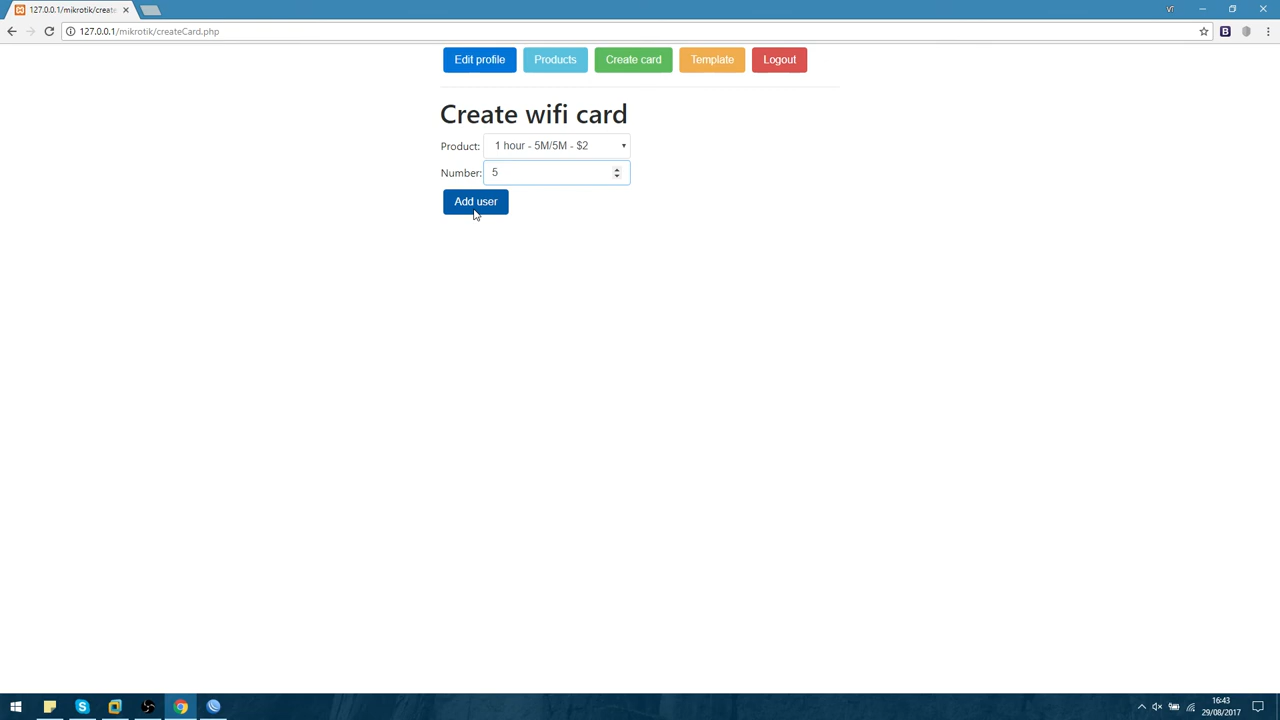 127.0.0.1/mikrotik/create
127.0.0.1/mikrotik/createCard.php
Edit profile
Products
Create card
Template
Logout
Create wifi card
Product: 1 hour - 5M/5M - $2
Number: 5
Add user
16:43
29/08/2017